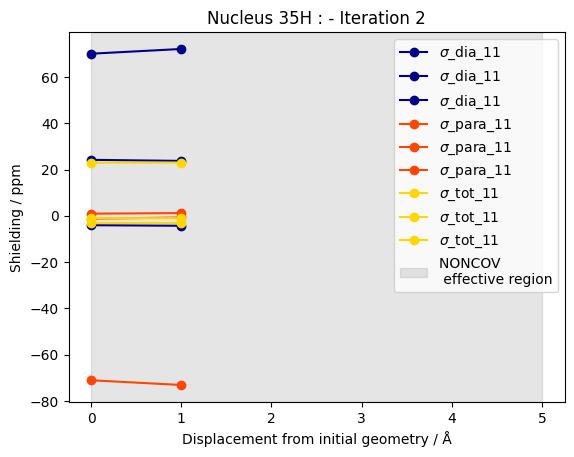 Nucleus 35H : - Iteration 2
Shielding / ppm
60
40
20
0
−20
−40
−60
−80
σ_dia_11
σ_dia_11
σ_dia_11
σ_para_11
σ_para_11
σ_para_11
σ_tot_11
σ_tot_11
σ_tot_11
NONCOV
effective region
0 1 2 3 4 5
Displacement from initial geometry / Å